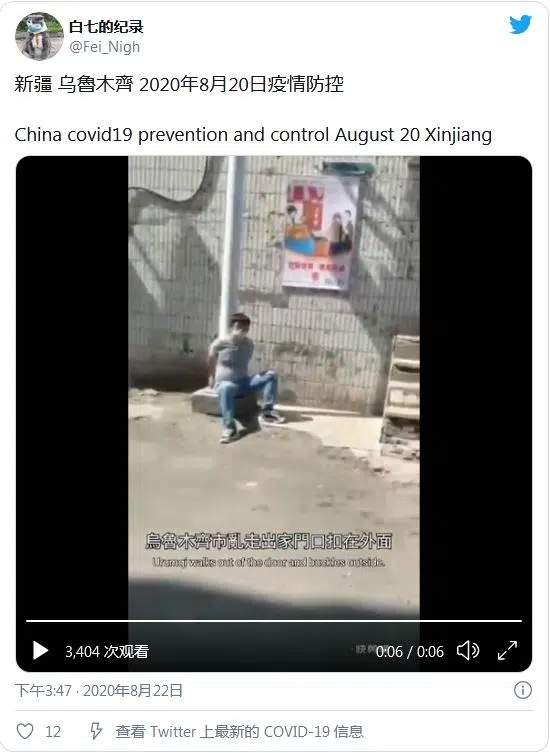 白七的纪录
@Fei_Nigh
新疆 乌魯木齊 2020年8月20日疫情防控
China covid19 prevention and control August 20 Xinjiang
烏魯木齊市亂走出家門口扣在外面
Urumqi walks out of the door and buckles outside.
3,404 次观看
0:06 / 0:06
下午3:47 · 2020年8月22日
12
查看 Twitter 上最新的 COVID-19 信息